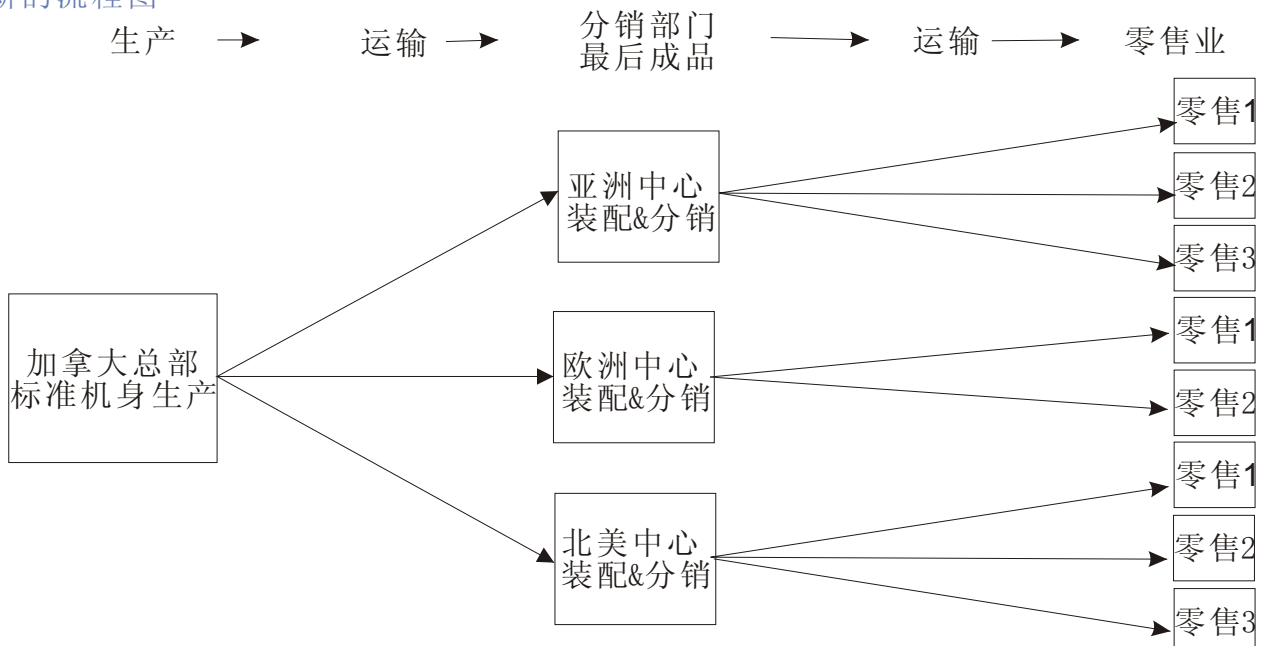 的流程图
生产
运输
分销部门
最后成品
运输
零售业
零售1
亚洲中心
装配&分销
零售2
零售3
加拿大总部
标准机身生产
欧洲中心
装配&分销
零售1
零售2
北美中心
装配&分销
零售1
零售2
零售3